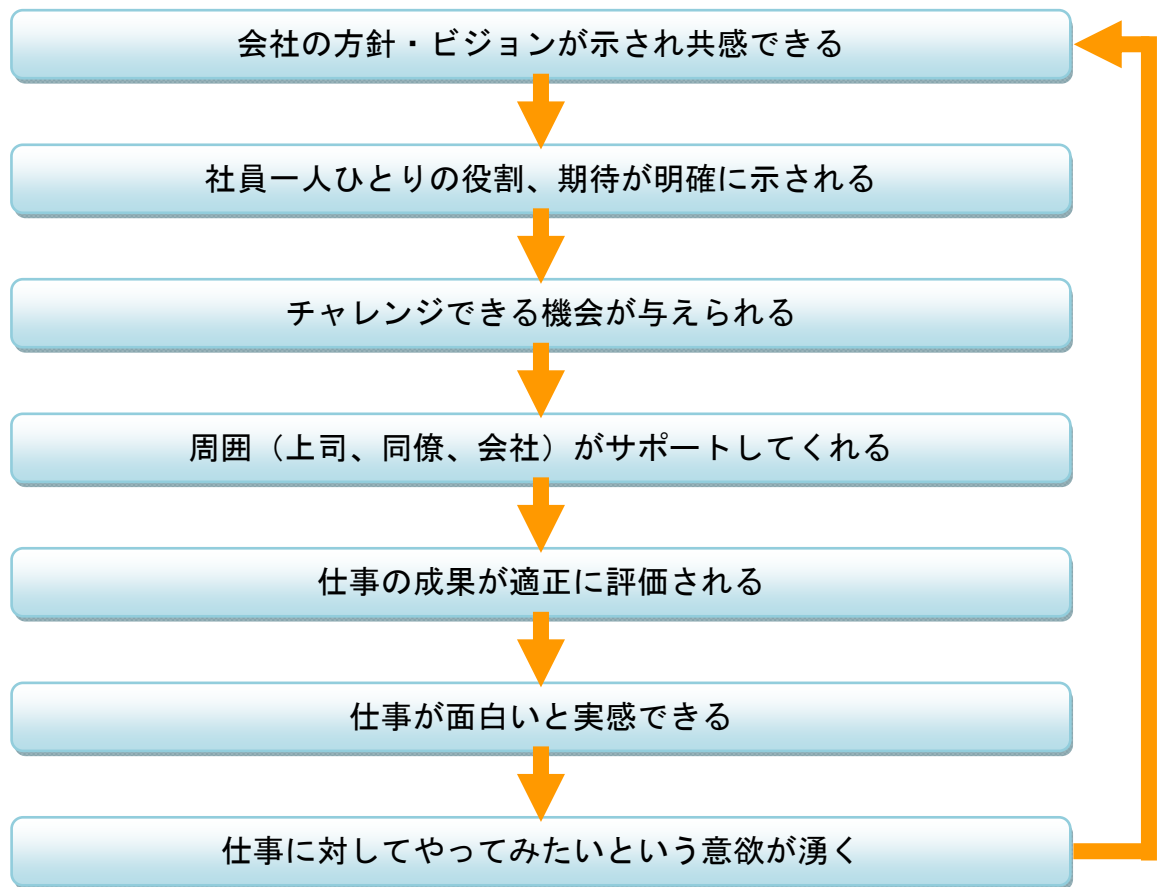 会社の方針・ビジョンが示され共感できる
社員一人ひとりの役割、期待が明確に示される
チャレンジできる機会が与えられる
周囲（上司、同僚、会社）がサポートしてくれる
仕事の成果が適正に評価される
仕事が面白いと実感できる
仕事に対してやってみたいという意欲が湧く